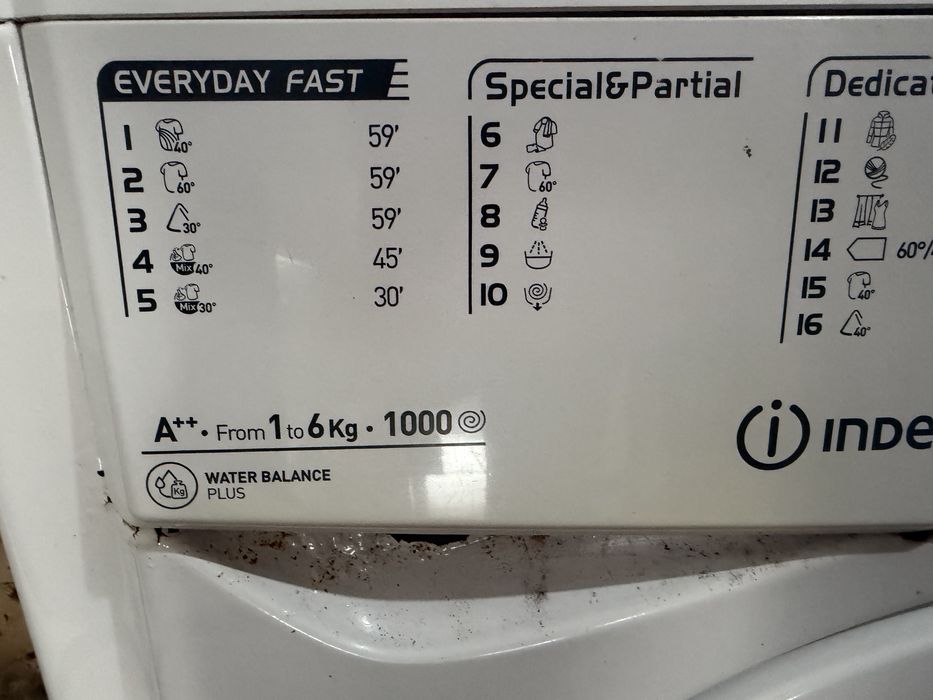 EVERYDAY FAST
1 40° 59'
2 60° 59'
3 30° 59'
4 Mix 40° 45'
5 Mix 30° 30'
Special&Partial
6
7 60°
8
9
10
Dedicat
11
12
13
14 60°/
15 40°
16 40°
A++ • From 1 to 6 Kg • 1000
Kg
WATER BALANCE
PLUS
i INDE